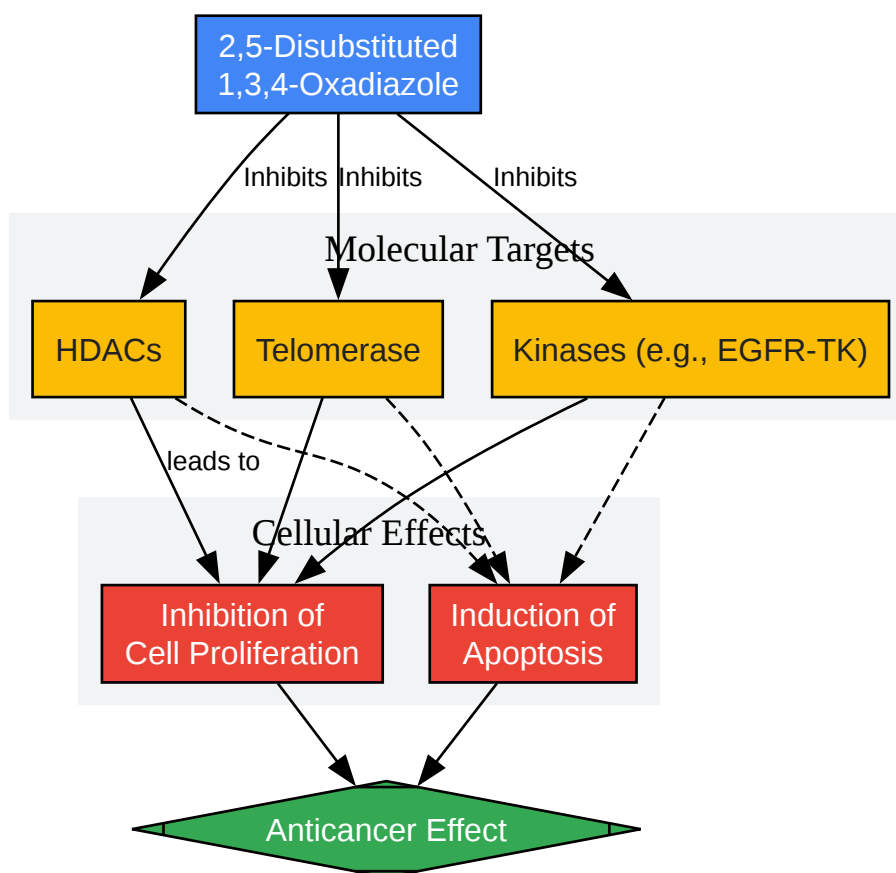 2,5-Disubstituted
1,3,4-Oxadiazole
Inhibits
Inhibits
Inhibits
Molecular Targets
HDACs
Telomerase
Kinases (e.g., EGFR-TK)
leads to
Cellular Effects
Inhibition of
Cell Proliferation
Induction of
Apoptosis
Anticancer Effect